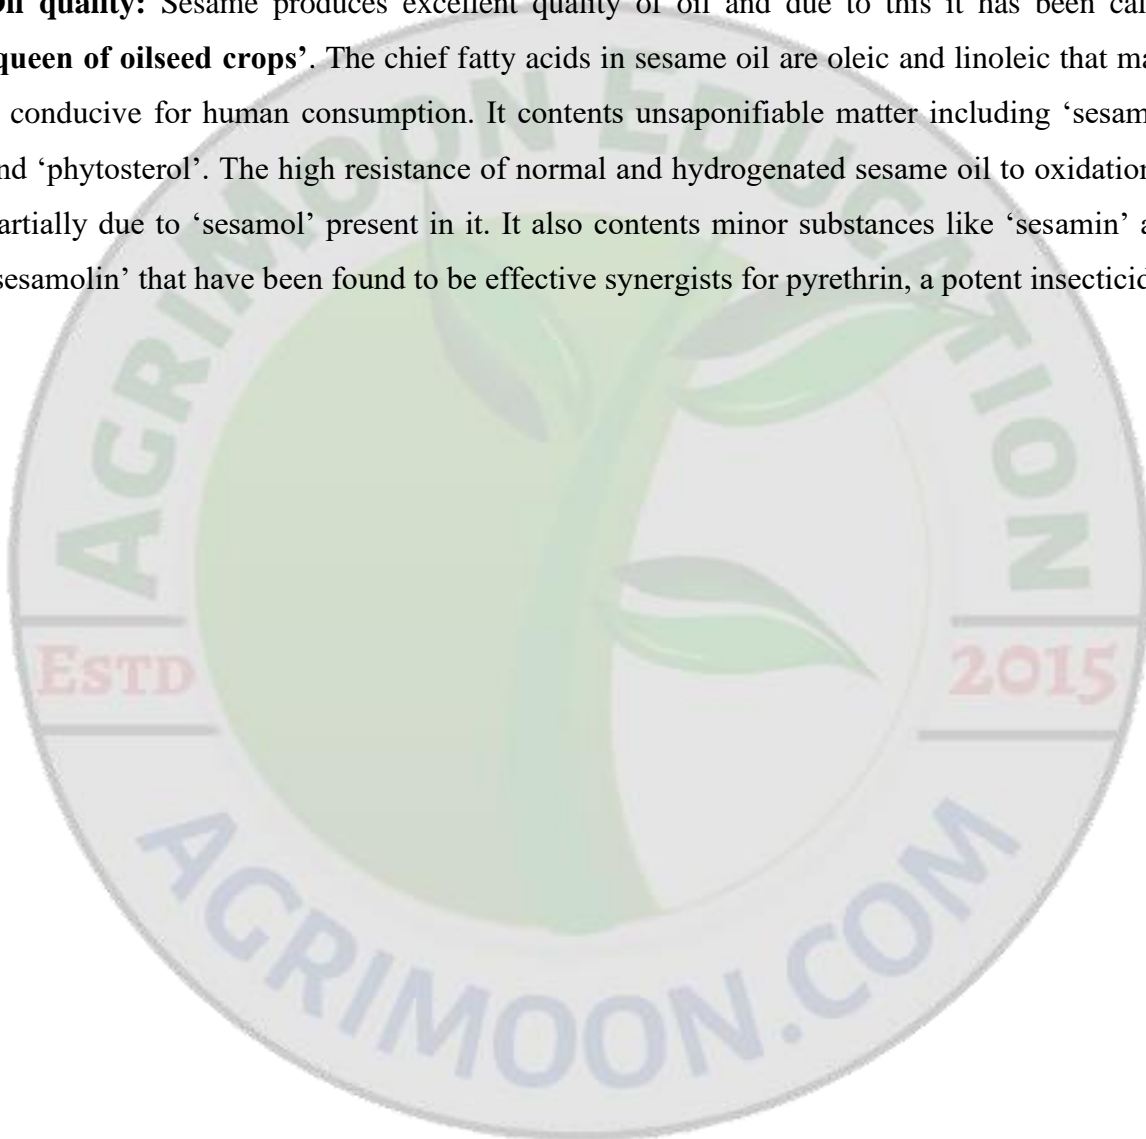 Oil quality: Sesame produces excellent quality of oil and due to this it has been cal
queen of oilseed crops’. The chief fatty acids in sesame oil are oleic and linoleic that ma
conducive for human consumption. It contents unsaponifiable matter including ‘sesam
nd ‘phytosterol’. The high resistance of normal and hydrogenated sesame oil to oxidation
artially due to ‘sesamol’ present in it. It also contents minor substances like ‘sesamin’ a
sesamolin’ that have been found to be effective synergists for pyrethrin, a potent insecticid
AGRIMOON EDUCATION
ESTD 2015
AGRIMOON.COM